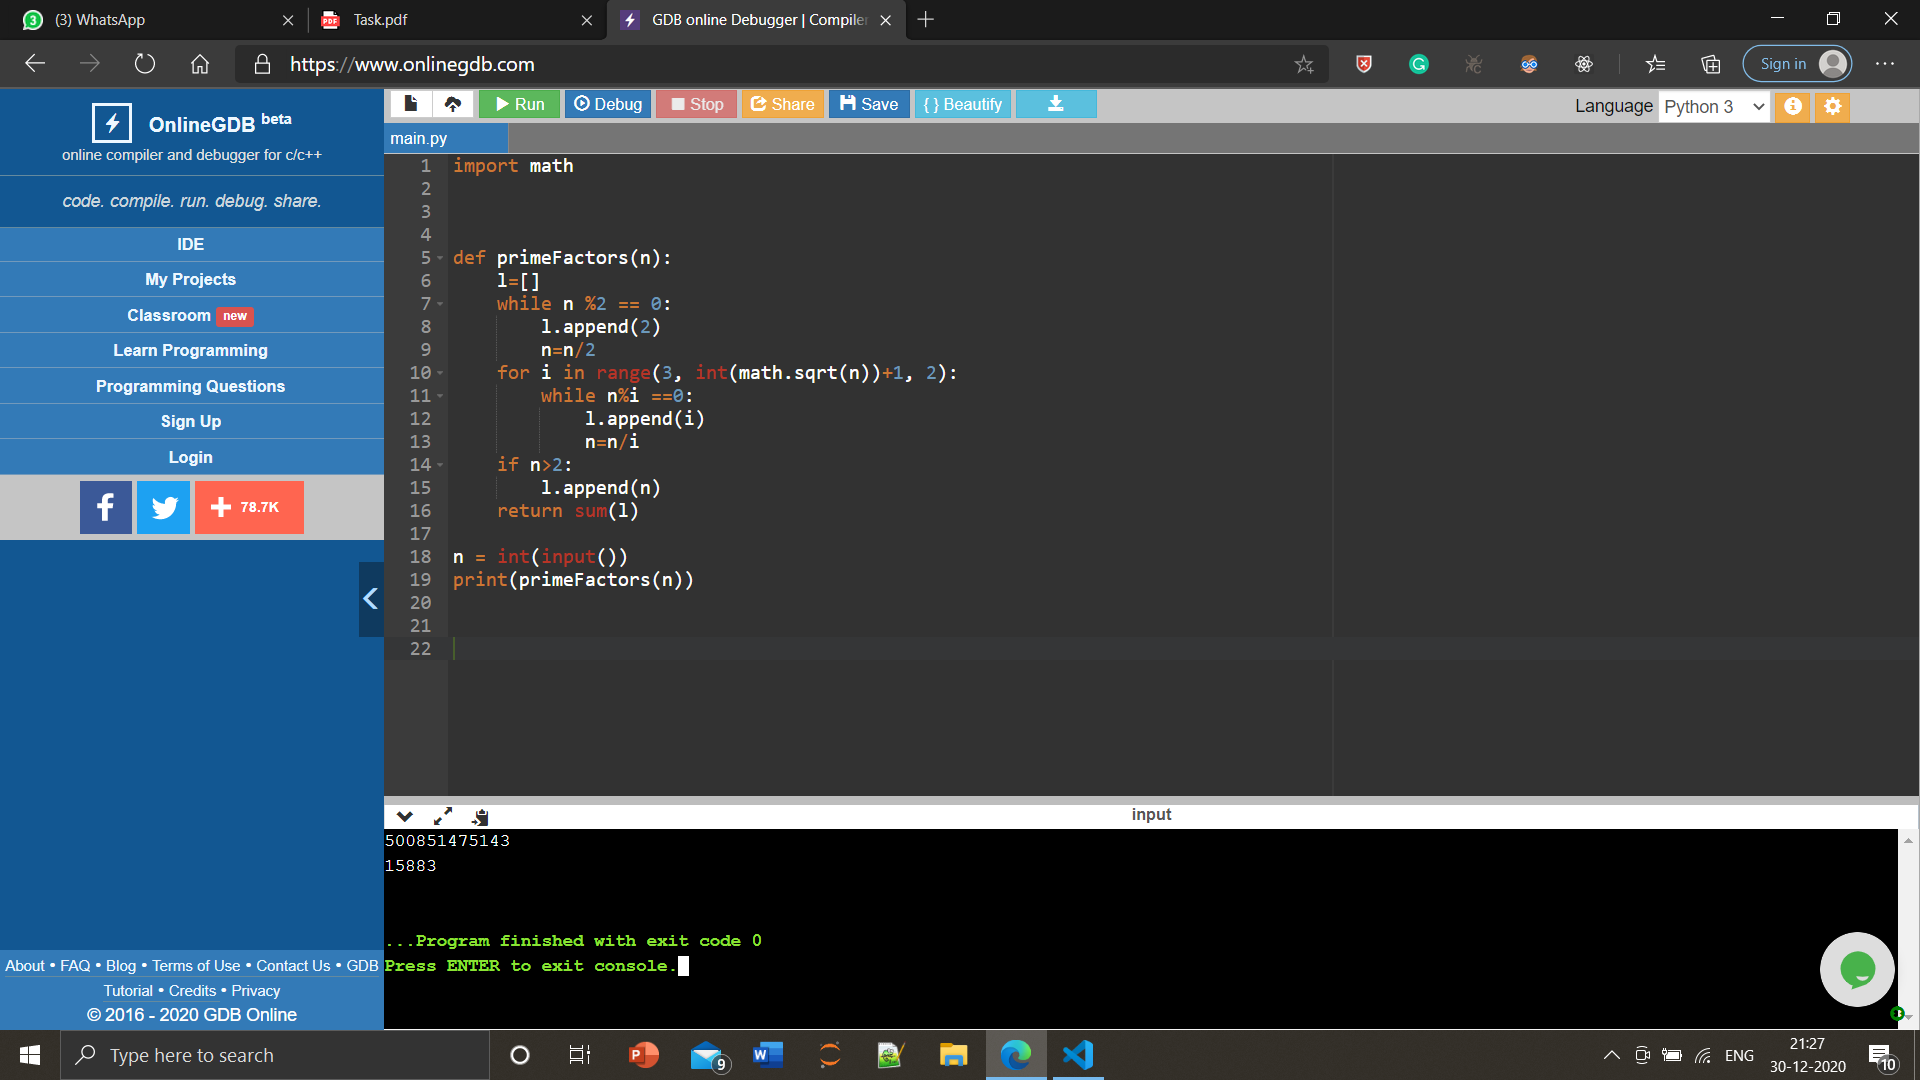 (3) WhatsApp
Task.pdf
GDB online Debugger | Compiler
https://www.onlinegdb.com
Sign in
OnlineGDB beta
online compiler and debugger for c/c++
code. compile. run. debug. share.
IDE
My Projects
Classroom new
Learn Programming
Programming Questions
Sign Up
Login
78.7K
About • FAQ • Blog • Terms of Use • Contact Us • GDB
Tutorial • Credits • Privacy
© 2016 - 2020 GDB Online
Run Debug Stop Share Save { } Beautify
Language Python 3
main.py
1 import math
2
3
4
5 def primeFactors(n):
6 l=[]
7 while n %2 == 0:
8 l.append(2)
9 n=n/2
10 for i in range(3, int(math.sqrt(n))+1, 2):
11 while n%i ==0:
12 l.append(i)
13 n=n/i
14 if n>2:
15 l.append(n)
16 return sum(l)
17
18 n = int(input())
19 print(primeFactors(n))
20
21
22
input
500851475143
15883
...Program finished with exit code 0
Press ENTER to exit console.
Type here to search
9
ENG
21:27
30-12-2020
10